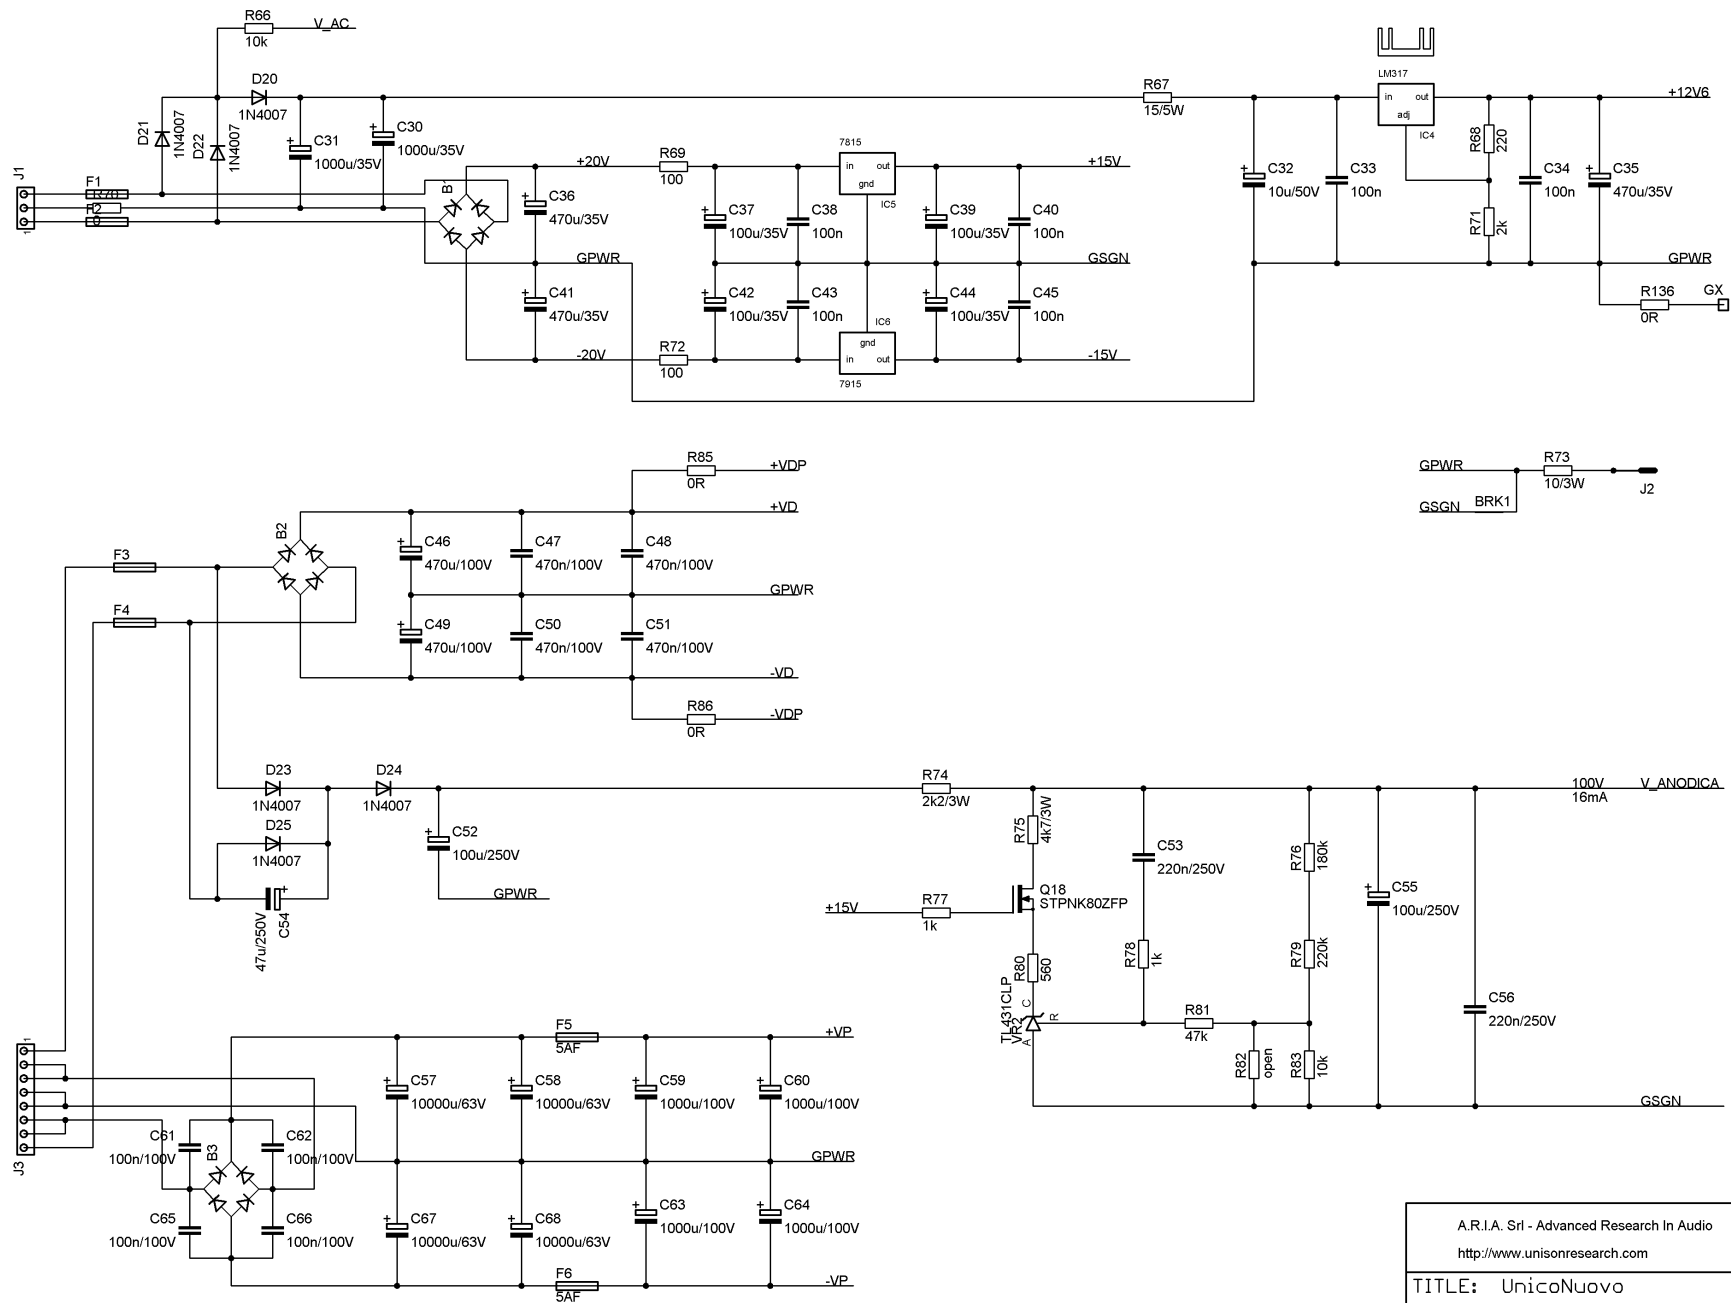 R66
10k
V_AC
D20
1N4007
D21
1N4007
D22
1N4007
C31
1000u/35V
C30
1000u/35V
R67
15/5W
LM317
in
out
adj
IC4
+12V6
R68
220
R71
2k
C32
10u/50V
C33
100n
C34
100n
C35
470u/35V
GPWR
R136
0R
GX
J1
1
F1
R70
F2
B1
C36
470u/35V
+20V
R69
100
7815
in
out
gnd
IC5
+15V
C37
100u/35V
C38
100n
C39
100u/35V
C40
100n
GPWR
GSGN
C41
470u/35V
C42
100u/35V
C43
100n
C44
100u/35V
C45
100n
IC6
gnd
in
out
7915
-20V
R72
100
-15V
R85
0R
+VDP
+VD
GPWR
R73
10/3W
J2
GSGN
BRK1
B2
F3
F4
C46
470u/100V
C47
470n/100V
C48
470n/100V
GPWR
C49
470u/100V
C50
470n/100V
C51
470n/100V
-VD
R86
0R
-VDP
D23
1N4007
D24
1N4007
D25
1N4007
C52
100u/250V
GPWR
47u/250V
C54
R74
2k2/3W
100V
16mA
V_ANODICA
R75
4k7/3W
C53
220n/250V
R76
180k
C55
100u/250V
+15V
R77
1k
Q18
STPNK80ZFP
R78
1k
R79
220k
R80
560
TL431CLP
VR2
C
R
A
R81
47k
R82
open
R83
10k
C56
220n/250V
GSGN
J3
1
F5
5AF
+VP
C57
10000u/63V
C58
10000u/63V
C59
1000u/100V
C60
1000u/100V
C61
100n/100V
B3
C62
100n/100V
GPWR
C65
100n/100V
C66
100n/100V
C67
10000u/63V
C68
10000u/63V
C63
1000u/100V
C64
1000u/100V
F6
5AF
-VP
A.R.I.A. Srl - Advanced Research In Audio
http://www.unisonresearch.com
TITLE: UnicoNuovo